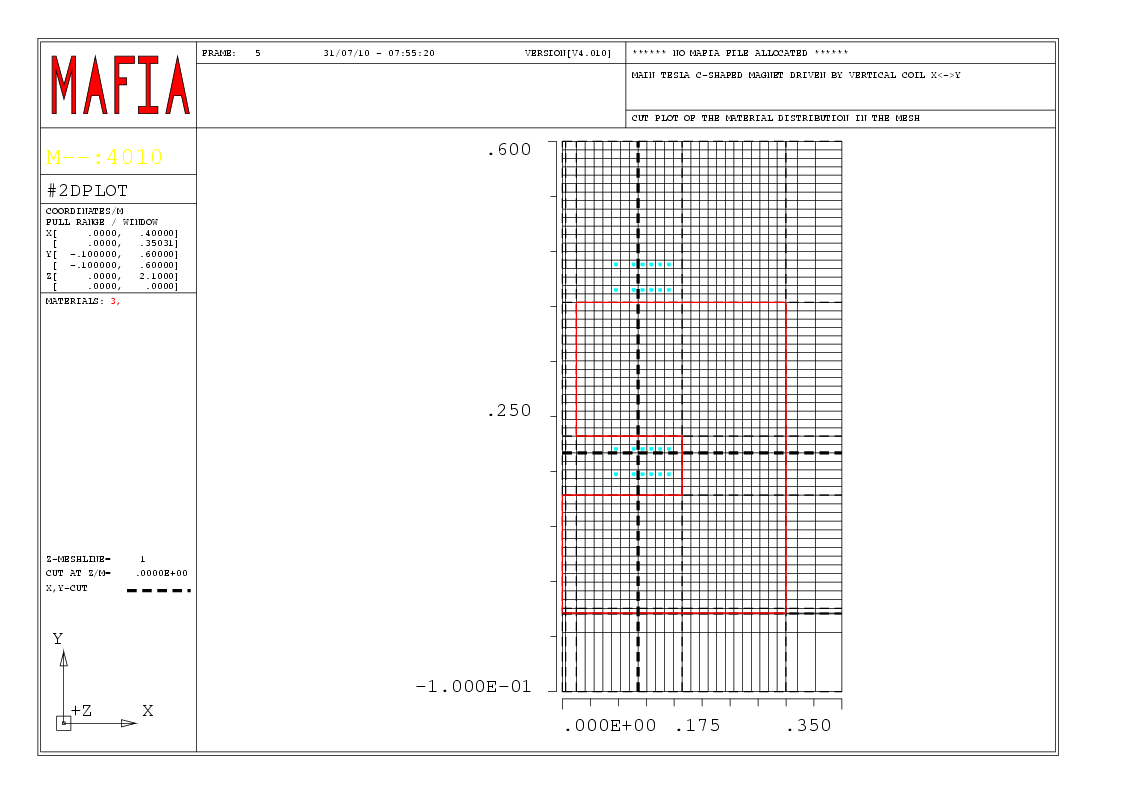 MAFIA
FRAME: 5 31/07/10 - 07:55:20 VERSION[V4.010]
****** NO MAFIA FILE ALLOCATED ******
MAIN TESLA C-SHAPED MAGNET DRIVEN BY VERTICAL COIL X<->Y
CUT PLOT OF THE MATERIAL DISTRIBUTION IN THE MESH
M--:4010
#2DPLOT
COORDINATES/M
FULL RANGE / WINDOW
X[ .0000, .40000]
[ .0000, .35031]
Y[ -.100000, .60000]
[ -.100000, .60000]
Z[ .0000, 2.1000]
[ .0000, .0000]
MATERIALS: 3,
Z-MESHLINE= 1
CUT AT Z/M= .0000E+00
X,Y-CUT
Y
+Z X
.600
.250
-1.000E-01
.000E+00 .175 .350